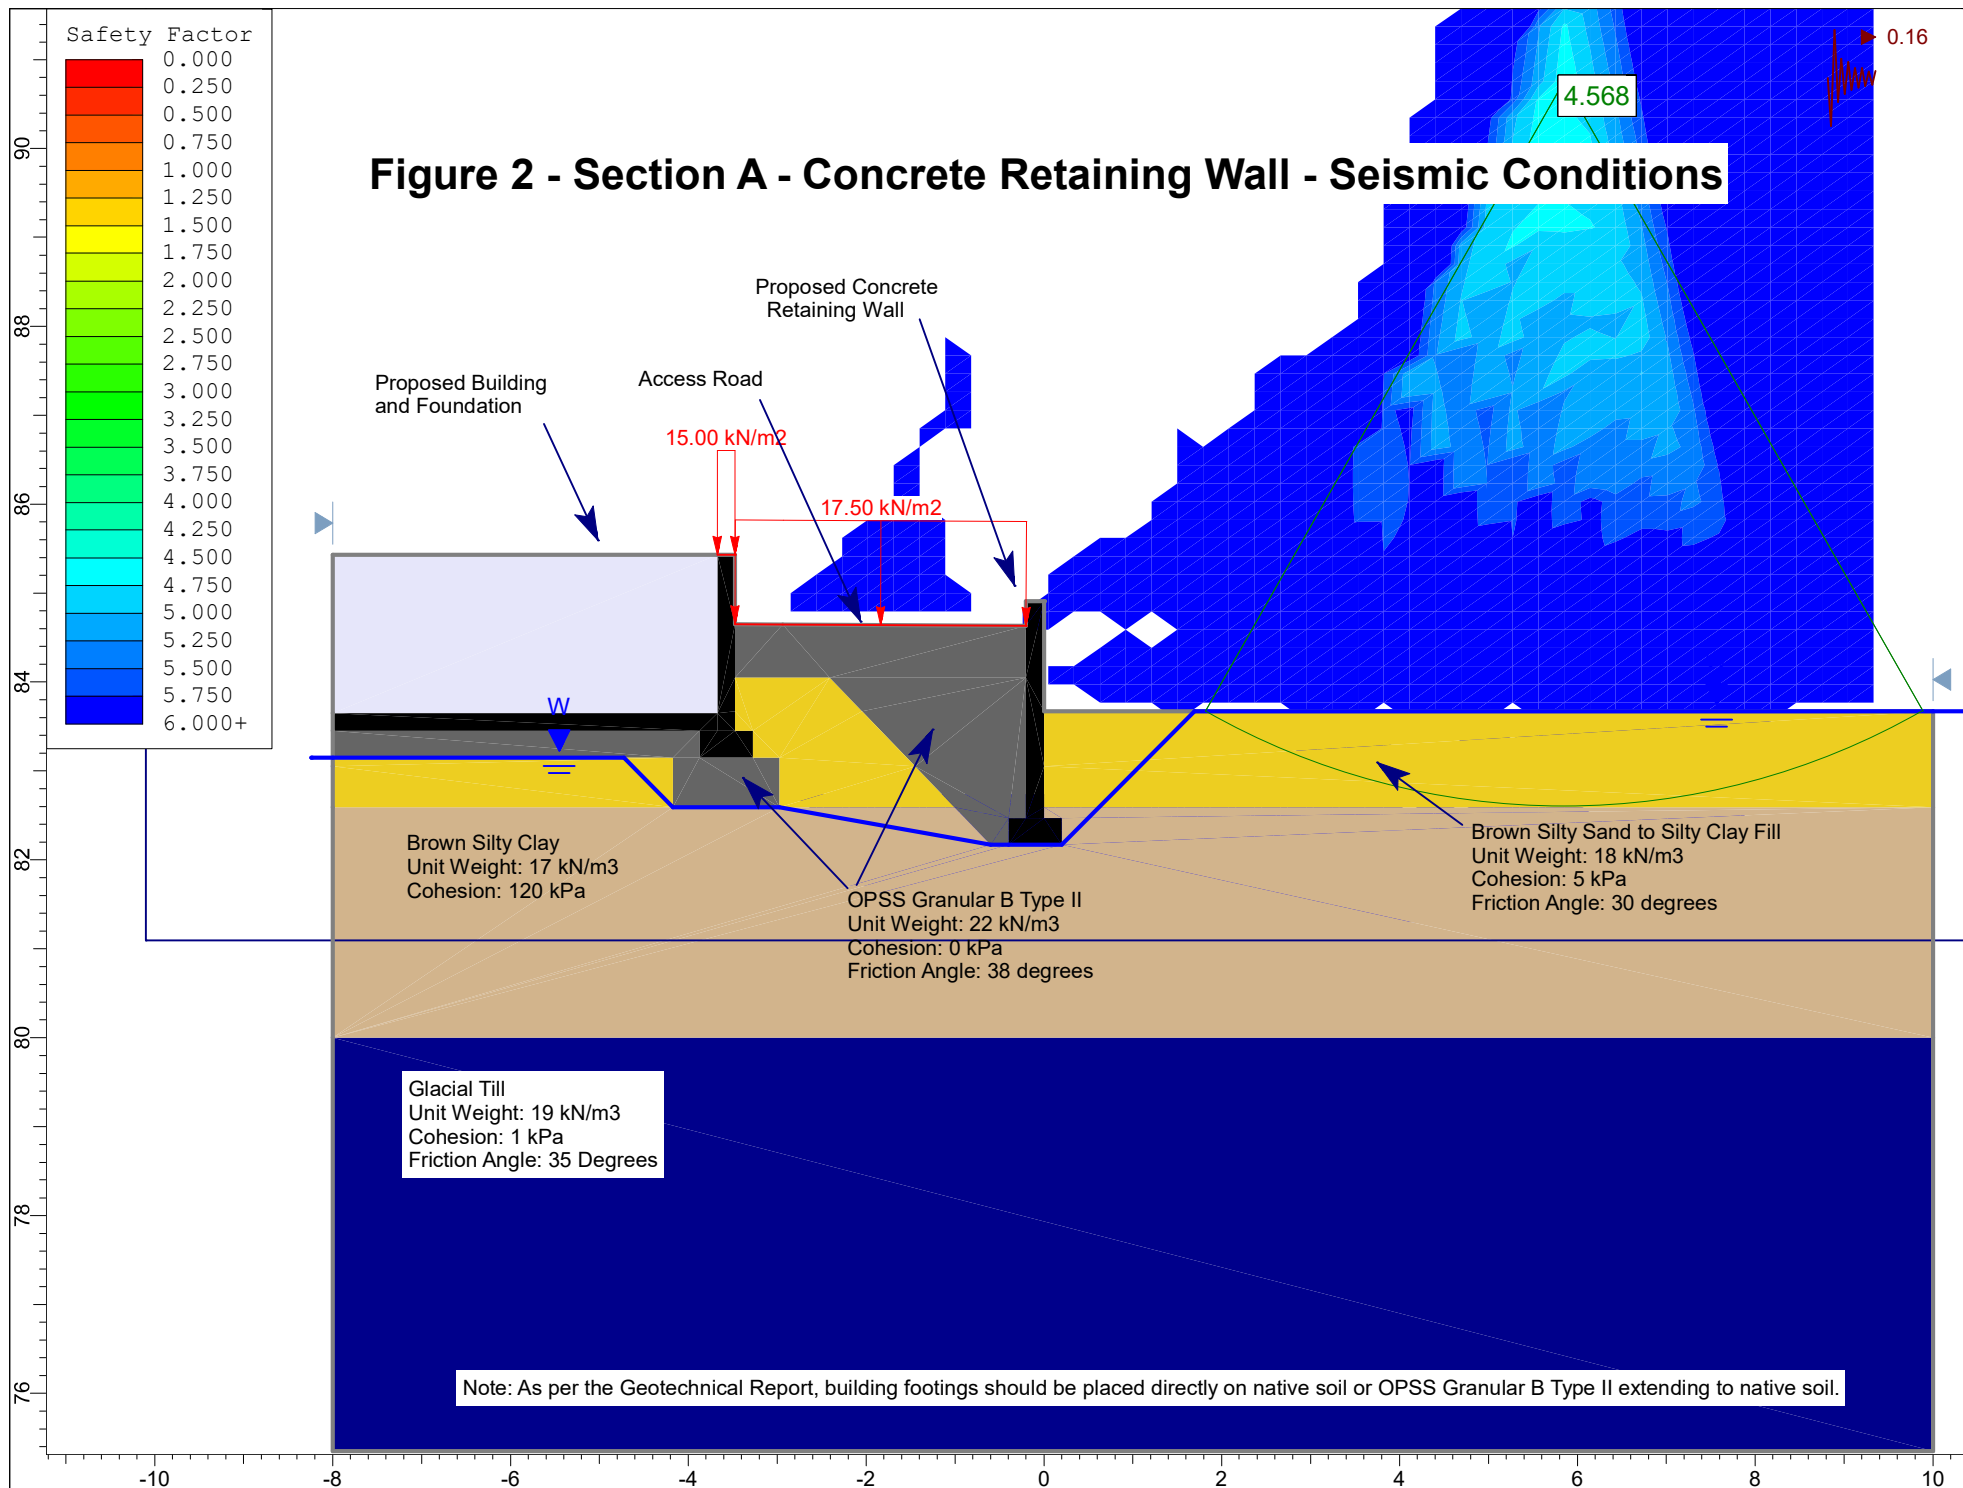 Safety Factor
0.000
0.250
0.500
0.750
1.000
1.250
1.500
1.750
2.000
2.250
2.500
2.750
3.000
3.250
3.500
3.750
4.000
4.250
4.500
4.750
5.000
5.250
5.500
5.750
6.000+
0.16
4.568
Figure 2 - Section A - Concrete Retaining Wall - Seismic Conditions
Proposed Concrete
Retaining Wall
Access Road
Proposed Building
and Foundation
15.00 kN/m2
17.50 kN/m2
W
Brown Silty Clay
Unit Weight: 17 kN/m3
Cohesion: 120 kPa
OPSS Granular B Type II
Unit Weight: 22 kN/m3
Cohesion: 0 kPa
Friction Angle: 38 degrees
Brown Silty Sand to Silty Clay Fill
Unit Weight: 18 kN/m3
Cohesion: 5 kPa
Friction Angle: 30 degrees
Glacial Till
Unit Weight: 19 kN/m3
Cohesion: 1 kPa
Friction Angle: 35 Degrees
Note: As per the Geotechnical Report, building footings should be placed directly on native soil or OPSS Granular B Type II extending to native soil.
90
88
86
84
82
80
78
76
-10
-8
-6
-4
-2
0
2
4
6
8
10